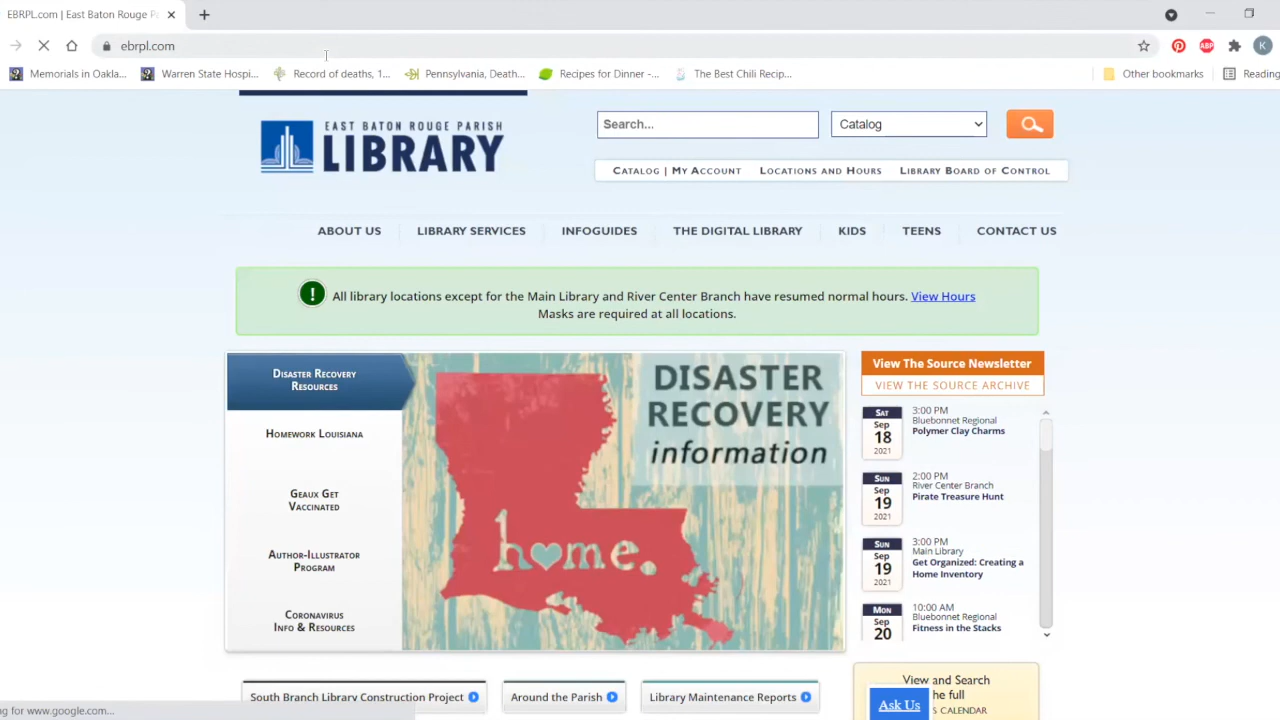 EBRPL.com | East Baton Rouge P
ebrpl.com
ABP
K
Memorials in Oakla...
Warren State Hospi...
Record of deaths, 1...
Pennsylvania, Death...
Recipes for Dinner -...
The Best Chili Recip...
Other bookmarks
Reading
EAST BATON ROUGE PARISH
LIBRARY
Search...
Catalog
CATALOG | MY ACCOUNT
LOCATIONS AND HOURS
LIBRARY BOARD OF CONTROL
ABOUT US
LIBRARY SERVICES
INFOGUIDES
THE DIGITAL LIBRARY
KIDS
TEENS
CONTACT US
! All library locations except for the Main Library and River Center Branch have resumed normal hours. View Hours
Masks are required at all locations.
DISASTER RECOVERY
RESOURCES
HOMEWORK LOUISIANA
GEAUX GET
VACCINATED
AUTHOR-ILLUSTRATOR
PROGRAM
CORONAVIRUS
INFO & RESOURCES
DISASTER
RECOVERY
information
home.
View The Source Newsletter
VIEW THE SOURCE ARCHIVE
SAT
Sep
18
2021
3:00 PM
Bluebonnet Regional
Polymer Clay Charms
SUN
Sep
19
2021
2:00 PM
River Center Branch
Pirate Treasure Hunt
SUN
Sep
19
2021
3:00 PM
Main Library
Get Organized: Creating a
Home Inventory
MON
Sep
20
10:00 AM
Bluebonnet Regional
Fitness in the Stacks
South Branch Library Construction Project
Around the Parish
Library Maintenance Reports
View and Search
he full
S CALENDAR
Ask Us
ng for www.google.com...